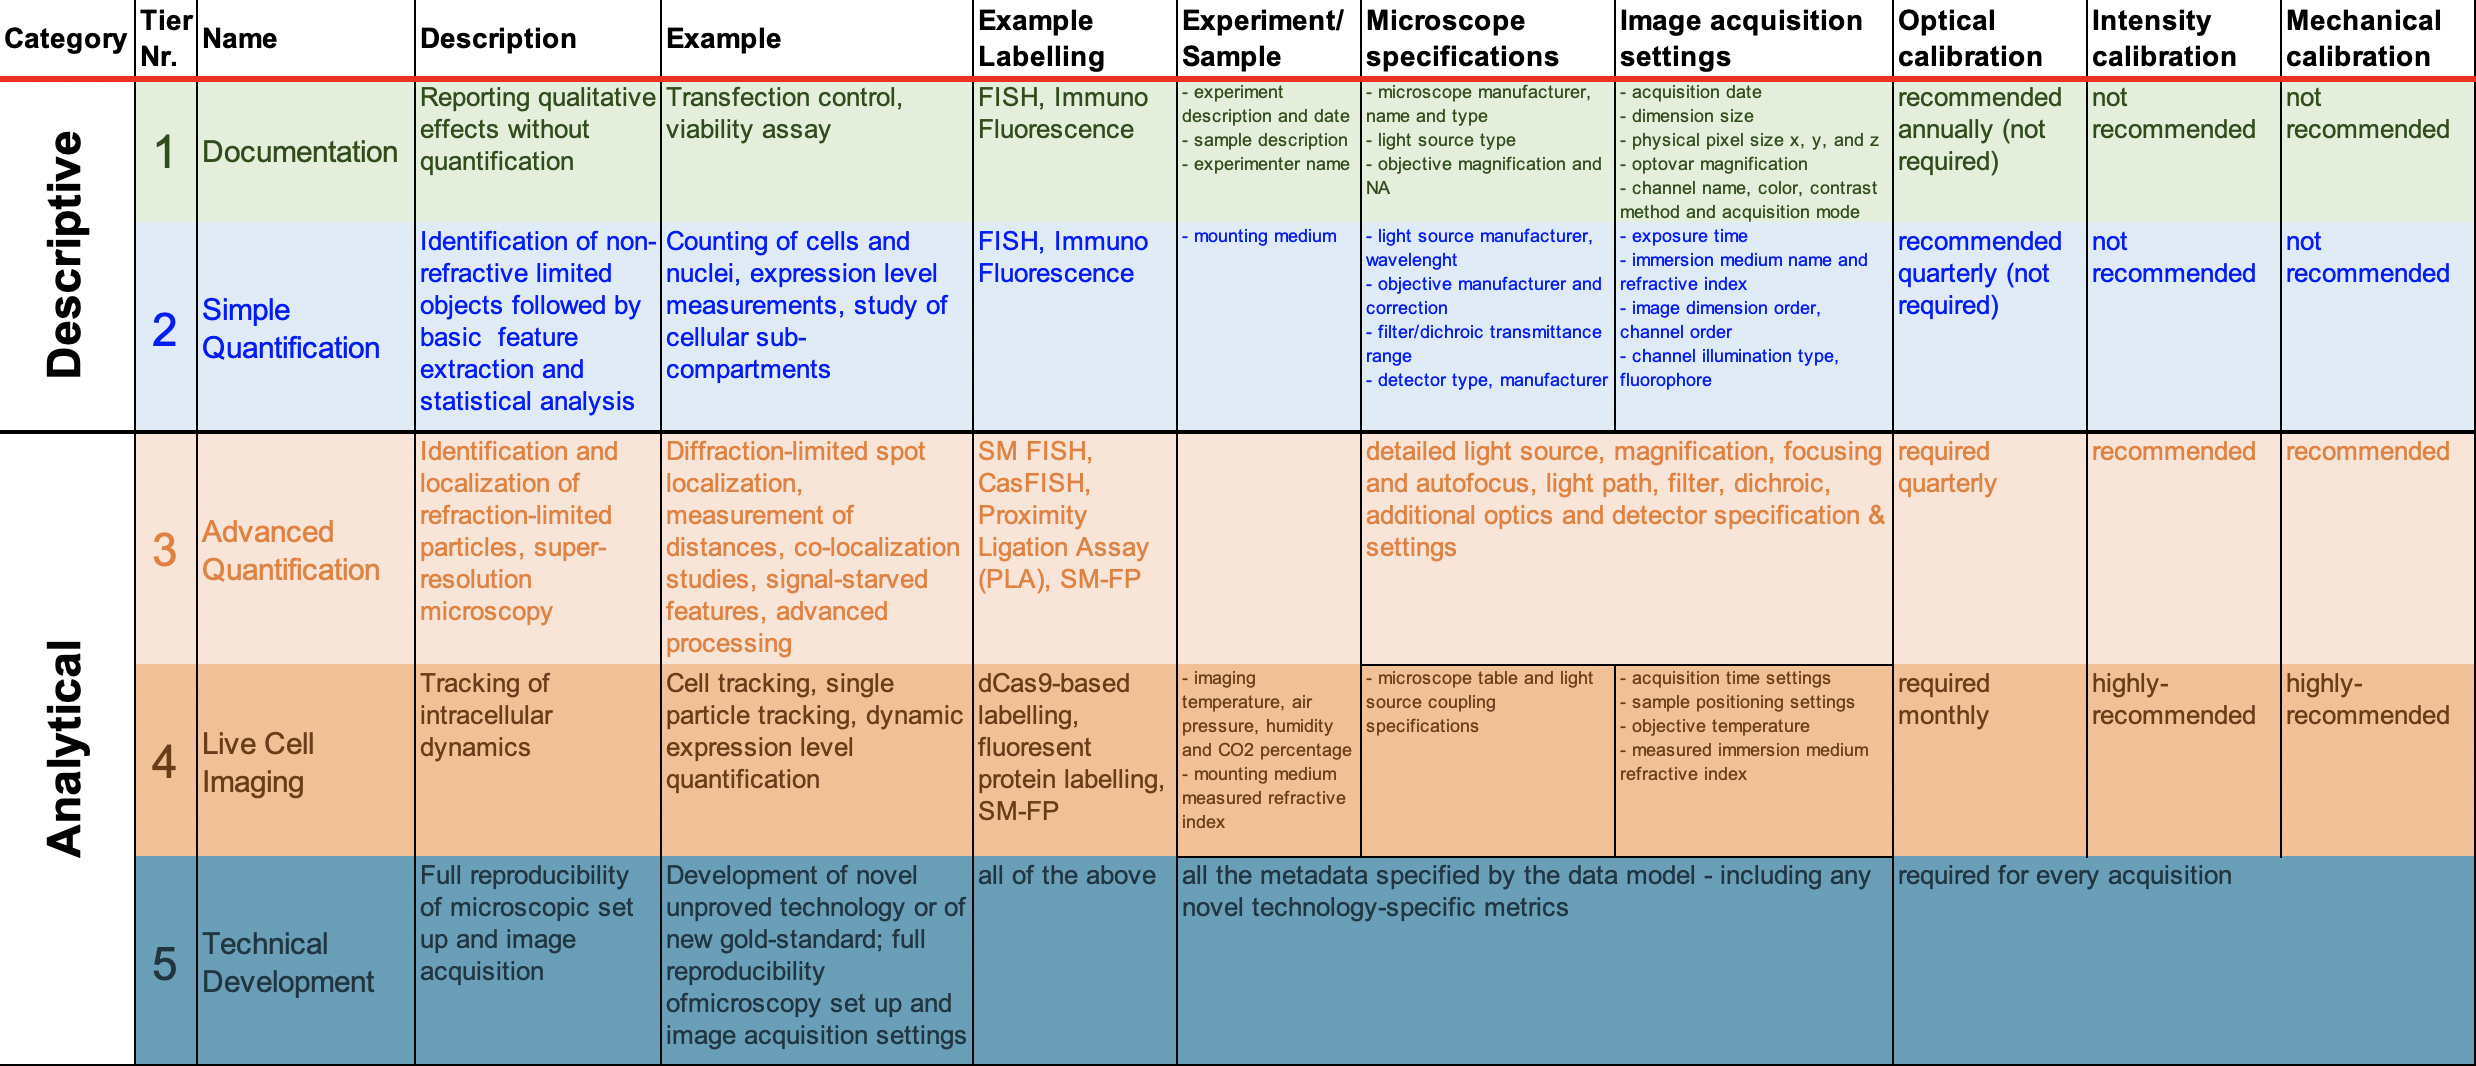 Category
Tier
Nr.
Name
Description
Example
Example
Labelling
Experiment/
Sample
Microscope
specifications
Image acquisition
settings
Optical
calibration
Intensity
calibration
Mechanical
calibration
Descriptive
1
Documentation
Reporting qualitative
effects without
quantification
Transfection control,
viability assay
FISH, Immuno
Fluorescence
- experiment
description and date
- sample description
- experimenter name
- microscope manufacturer,
name and type
- light source type
- objective magnification and
NA
- acquisition date
- dimension size
- physical pixel size x, y, and z
- optovar magnification
- channel name, color, contrast
method and acquisition mode
recommended
annually (not
required)
not
recommended
not
recommended
2
Simple
Quantification
Identification of non-
refractive limited
objects followed by
basic  feature
extraction and
statistical analysis
Counting of cells and
nuclei, expression level
measurements, study of
cellular sub-
compartments
FISH, Immuno
Fluorescence
- mounting medium
- light source manufacturer,
wavelenght
- objective manufacturer and
correction
- filter/dichroic transmittance
range
- detector type, manufacturer
- exposure time
- immersion medium name and
refractive index
- image dimension order,
channel order
- channel illumination type,
fluorophore
recommended
quarterly (not
required)
not
recommended
not
recommended
Analytical
3
Advanced
Quantification
Identification and
localization of
refraction-limited
particles, super-
resolution
microscopy
Diffraction-limited spot
localization,
measurement of
distances, co-localization
studies, signal-starved
features, advanced
processing
SM FISH,
CasFISH,
Proximity
Ligation Assay
(PLA), SM-FP
detailed light source, magnification, focusing
and autofocus, light path, filter, dichroic,
additional optics and detector specification &
settings
required
quarterly
recommended
recommended
4
Live Cell
Imaging
Tracking of
intracellular
dynamics
Cell tracking, single
particle tracking, dynamic
expression level
quantification
dCas9-based
labelling,
fluoresent
protein labelling,
SM-FP
- imaging
temperature, air
pressure, humidity
and CO2 percentage
- mounting medium
measured refractive
index
- microscope table and light
source coupling
specifications
- acquisition time settings
- sample positioning settings
- objective temperature
- measured immersion medium
refractive index
required
monthly
highly-
recommended
highly-
recommended
5
Technical
Development
Full reproducibility
of microscopic set
up and image
acquisition
Development of novel
unproved technology or of
new gold-standard; full
reproducibility
ofmicroscopy set up and
image acquisition settings
all of the above
all the metadata specified by the data model - including any
novel technology-specific metrics
required for every acquisition